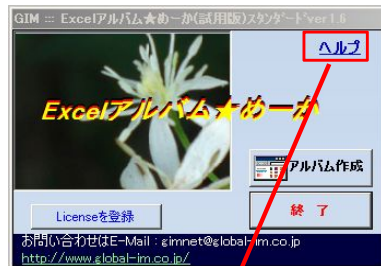 GIM ::: Excelアルバム★めーか(試用版)スタンダードver1.6
ヘルプ
Excelアルバム★めーか
アルバム作成
Licenseを登録
終 了
お問い合わせはE-Mail：gimnet@global-im.co.jp
http://www.global-im.co.jp/